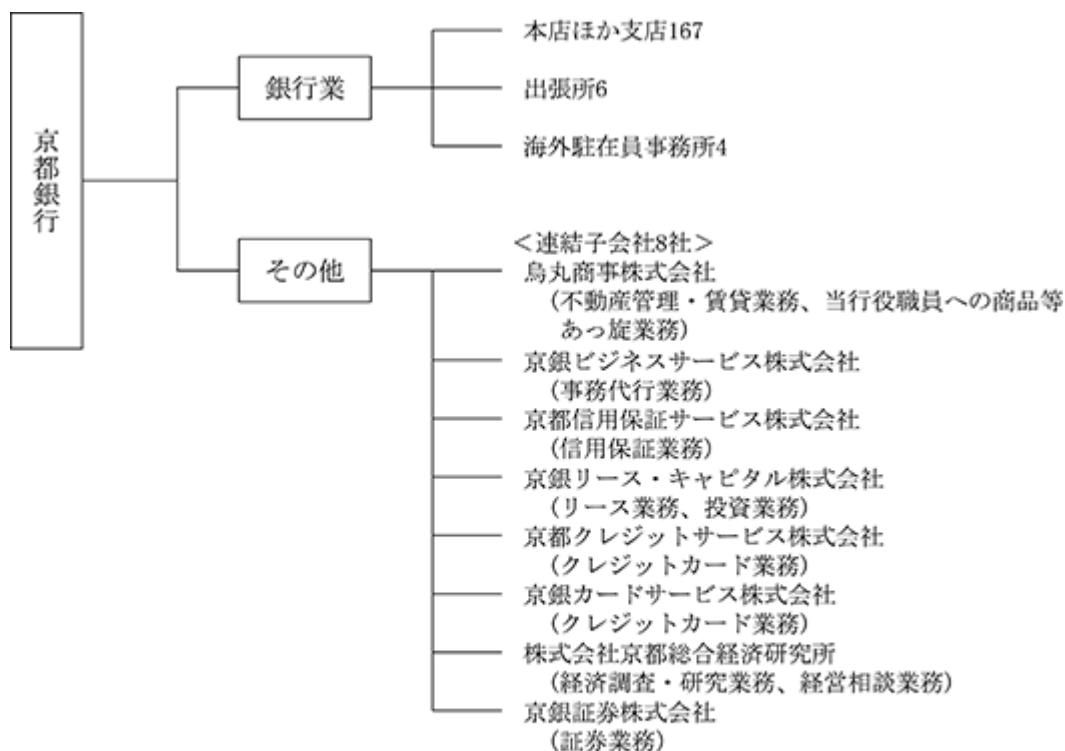 京都銀行
銀行業
本店ほか支店167
出張所6
海外駐在員事務所4
その他
＜連結子会社8社＞
烏丸商事株式会社
(不動産管理・賃貸業務、当行役職員への商品等
あっ旋業務)
京銀ビジネスサービス株式会社
(事務代行業務)
京都信用保証サービス株式会社
(信用保証業務)
京銀リース・キャピタル株式会社
(リース業務、投資業務)
京都クレジットサービス株式会社
(クレジットカード業務)
京銀カードサービス株式会社
(クレジットカード業務)
株式会社京都総合経済研究所
(経済調査・研究業務、経営相談業務)
京銀証券株式会社
(証券業務)